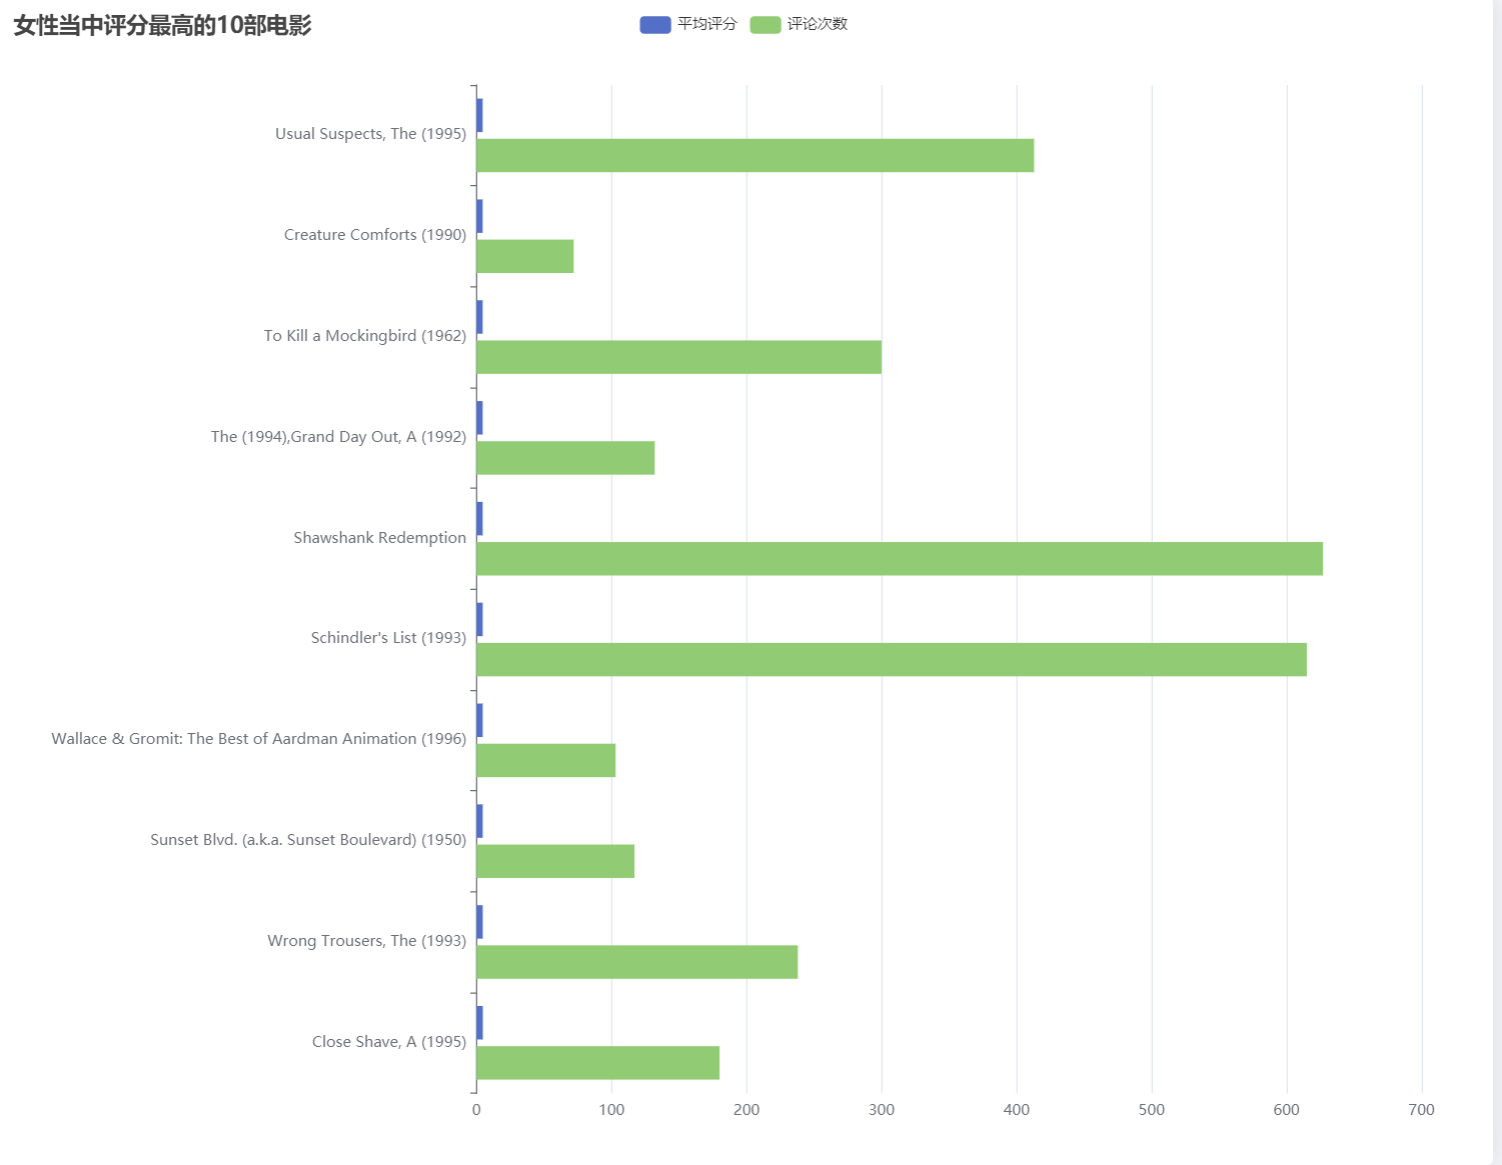 女性当中评分最高的10部电影
平均评分 评论次数
Usual Suspects, The (1995)
Creature Comforts (1990)
To Kill a Mockingbird (1962)
The (1994),Grand Day Out, A (1992)
Shawshank Redemption
Schindler's List (1993)
Wallace & Gromit: The Best of Aardman Animation (1996)
Sunset Blvd. (a.k.a. Sunset Boulevard) (1950)
Wrong Trousers, The (1993)
Close Shave, A (1995)
0 100 200 300 400 500 600 700